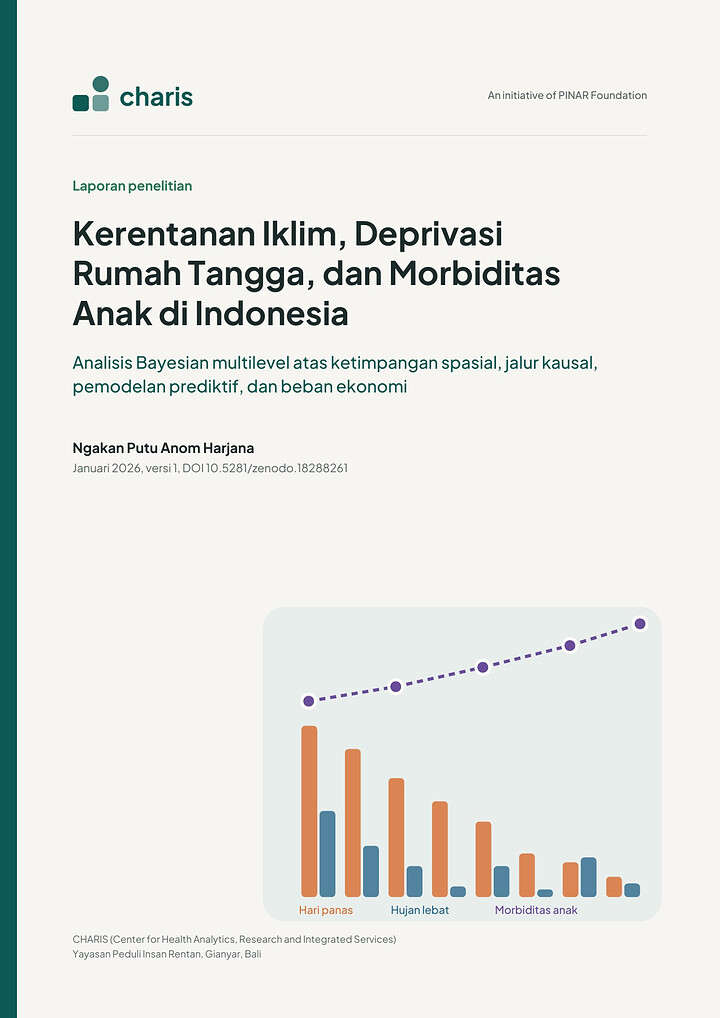 charis
An initiative of PINAR Foundation
Laporan penelitian
Kerentanan Iklim, Deprivasi
Rumah Tangga, dan Morbiditas
Anak di Indonesia
Analisis Bayesian multilevel atas ketimpangan spasial, jalur kausal,
pemodelan prediktif, dan beban ekonomi
Ngakan Putu Anom Harjana
Januari 2026, versi 1, DOI 10.5281/zenodo.18288261
Hari panas
Hujan lebat
Morbiditas anak
CHARIS (Center for Health Analytics, Research and Integrated Services)
Yayasan Peduli Insan Rentan, Gianyar, Bali